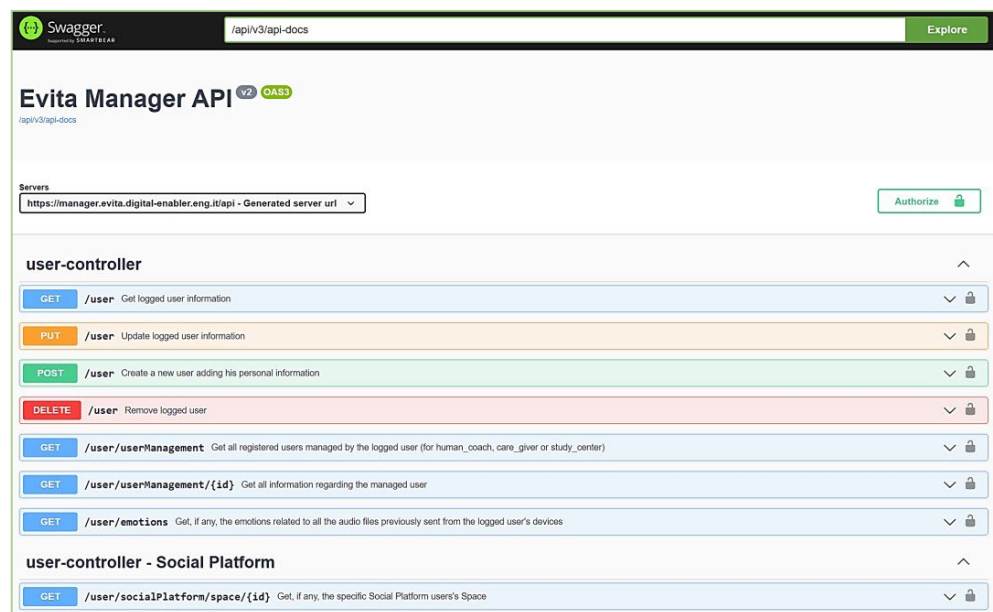 Swagger.
Supported by SMARTBEAR
/api/v3/api-docs
Explore
Evita Manager API v2 OAS3
/api/v3/api-docs
Servers
https://manager.evita.digital-enabler.eng.it/api - Generated server url
Authorize
user-controller
GET /user Get logged user information
PUT /user Update logged user information
POST /user Create a new user adding his personal information
DELETE /user Remove logged user
GET /user/userManagement Get all registered users managed by the logged user (for human_coach, care_giver or study_center)
GET /user/userManagement/{id} Get all information regarding the managed user
GET /user/emotions Get, if any, the emotions related to all the audio files previously sent from the logged user's devices
user-controller - Social Platform
GET /user/socialPlatform/space/{id} Get, if any, the specific Social Platform users's Space